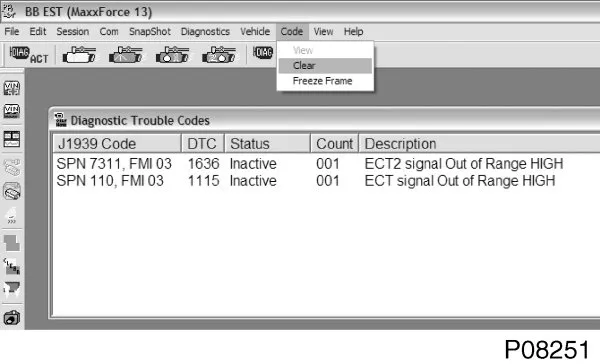 BB EST (MaxxForce 13)
File Edit Session Com SnapShot Diagnostics Vehicle Code View Help
DIAG ACT DIAG
View
Clear
Freeze Frame
VIN
VIN
Diagnostic Trouble Codes
J1939 Code DTC Status Count Description
SPN 7311, FMI 03 1636 Inactive 001 ECT2 signal Out of Range HIGH
SPN 110, FMI 03 1115 Inactive 001 ECT signal Out of Range HIGH
P08251